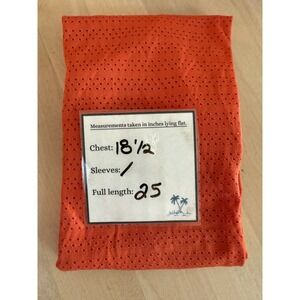 Measurements taken in inches lying flat.
Chest: 18 1/2
Sleeves: /
Full length: 25